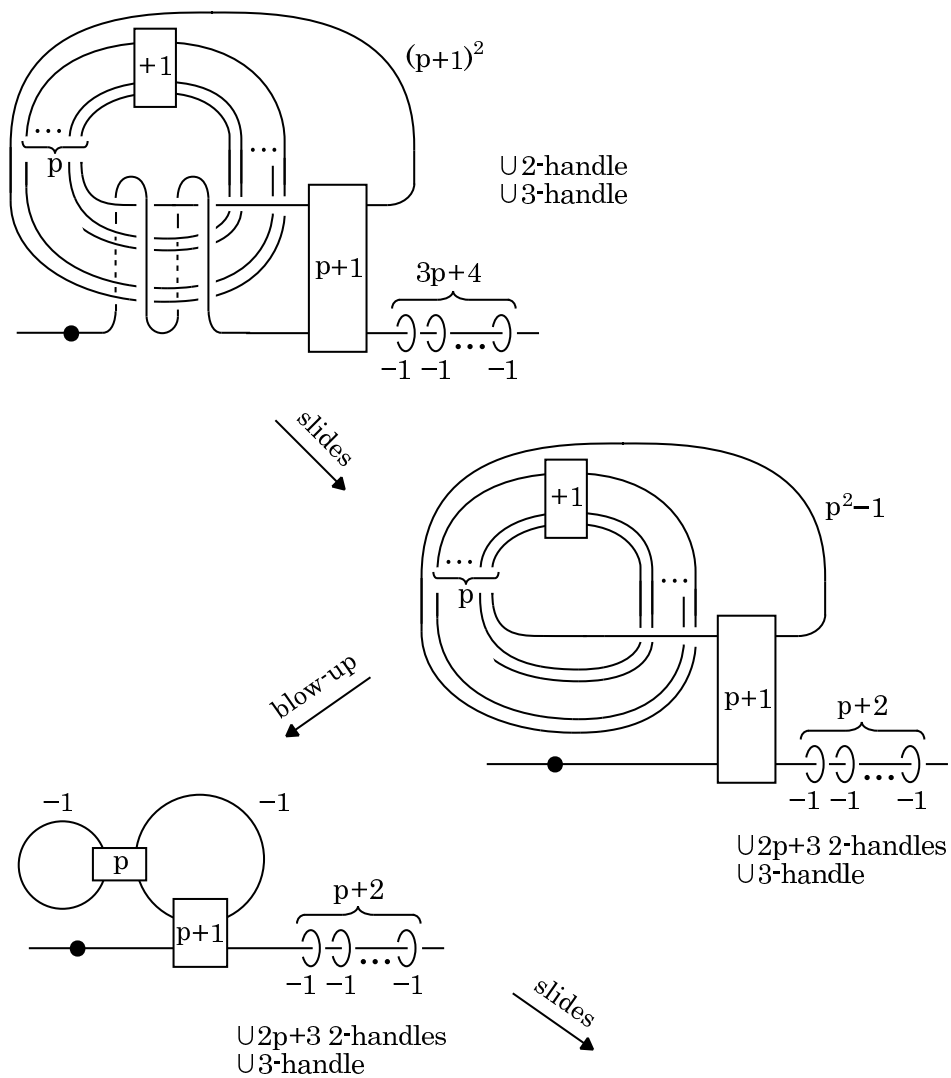 (p+1)²
+1
...
...
p
∪2-handle
∪3-handle
p+1
3p+4
...
−1 −1 −1
slides
p²−1
+1
...
...
p
p+1
p+2
...
−1 −1 −1
∪2p+3 2-handles
∪3-handle
blow-up
−1 −1
p
p+1
p+2
...
−1 −1 −1
slides
∪2p+3 2-handles
∪3-handle